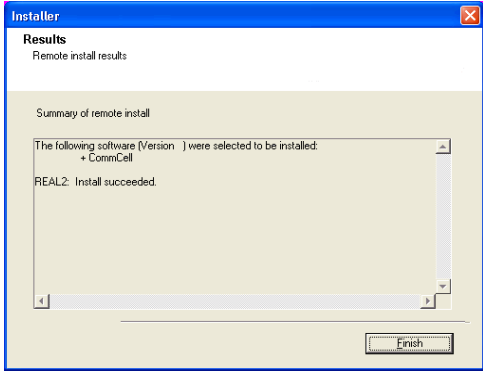 Installer
Results
Remote install results
Summary of remote install
The following software (Version   ) were selected to be installed:
+ CommCell
REAL2:  Install succeeded.
Finish